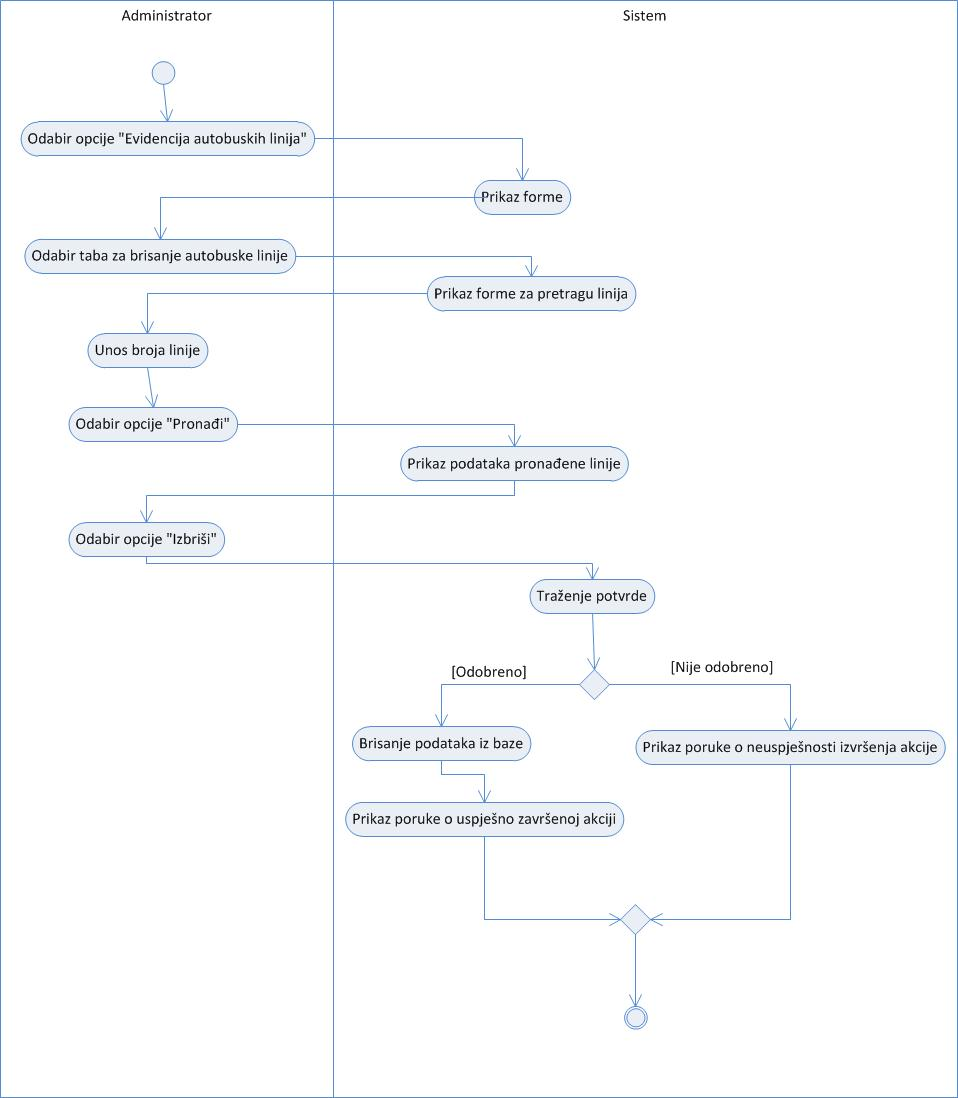 Administrator
Sistem
Odabir opcije "Evidencija autobuskih linija"
Prikaz forme
Odabir taba za brisanje autobuske linije
Prikaz forme za pretragu linija
Unos broja linije
Odabir opcije "Pronađi"
Prikaz podataka pronađene linije
Odabir opcije "Izbriši"
Traženje potvrde
[Odobreno]
[Nije odobreno]
Brisanje podataka iz baze
Prikaz poruke o neuspješnosti izvršenja akcije
Prikaz poruke o uspješno završenoj akciji